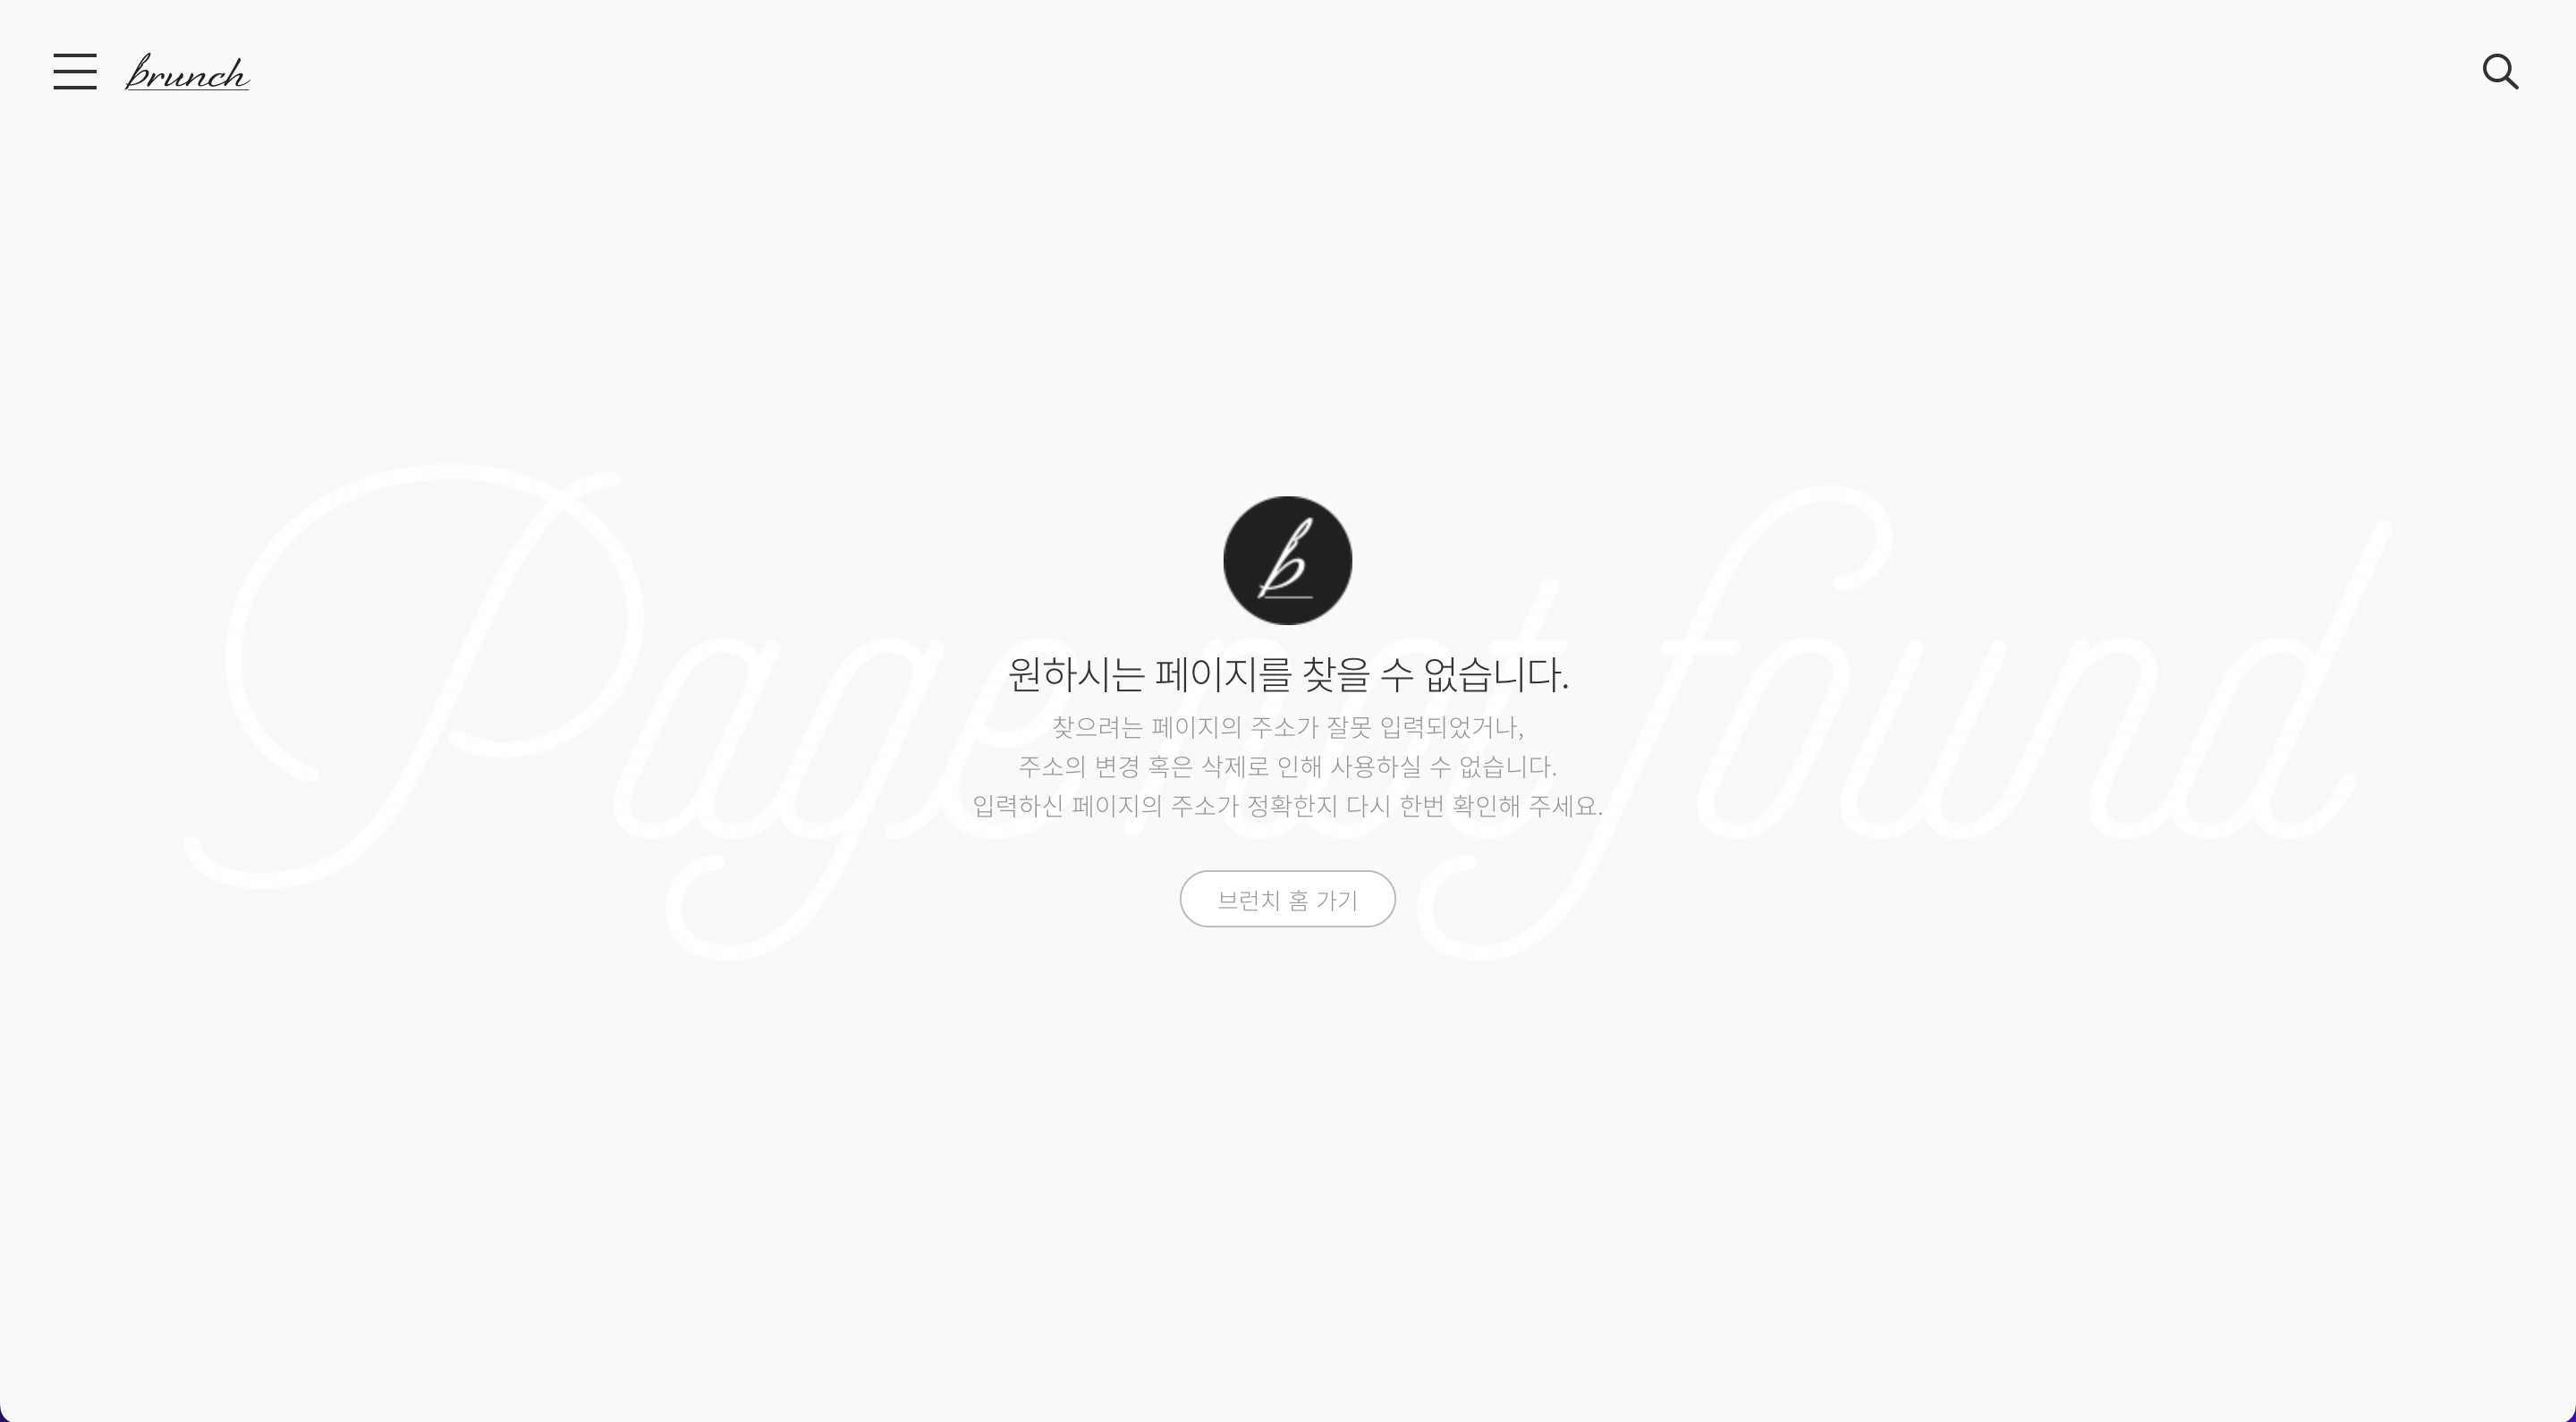 brunch
Page not found
b
원하시는 페이지를 찾을 수 없습니다.
찾으려는 페이지의 주소가 잘못 입력되었거나,
주소의 변경 혹은 삭제로 인해 사용하실 수 없습니다.
입력하신 페이지의 주소가 정확한지 다시 한번 확인해 주세요.
브런치 홈 가기